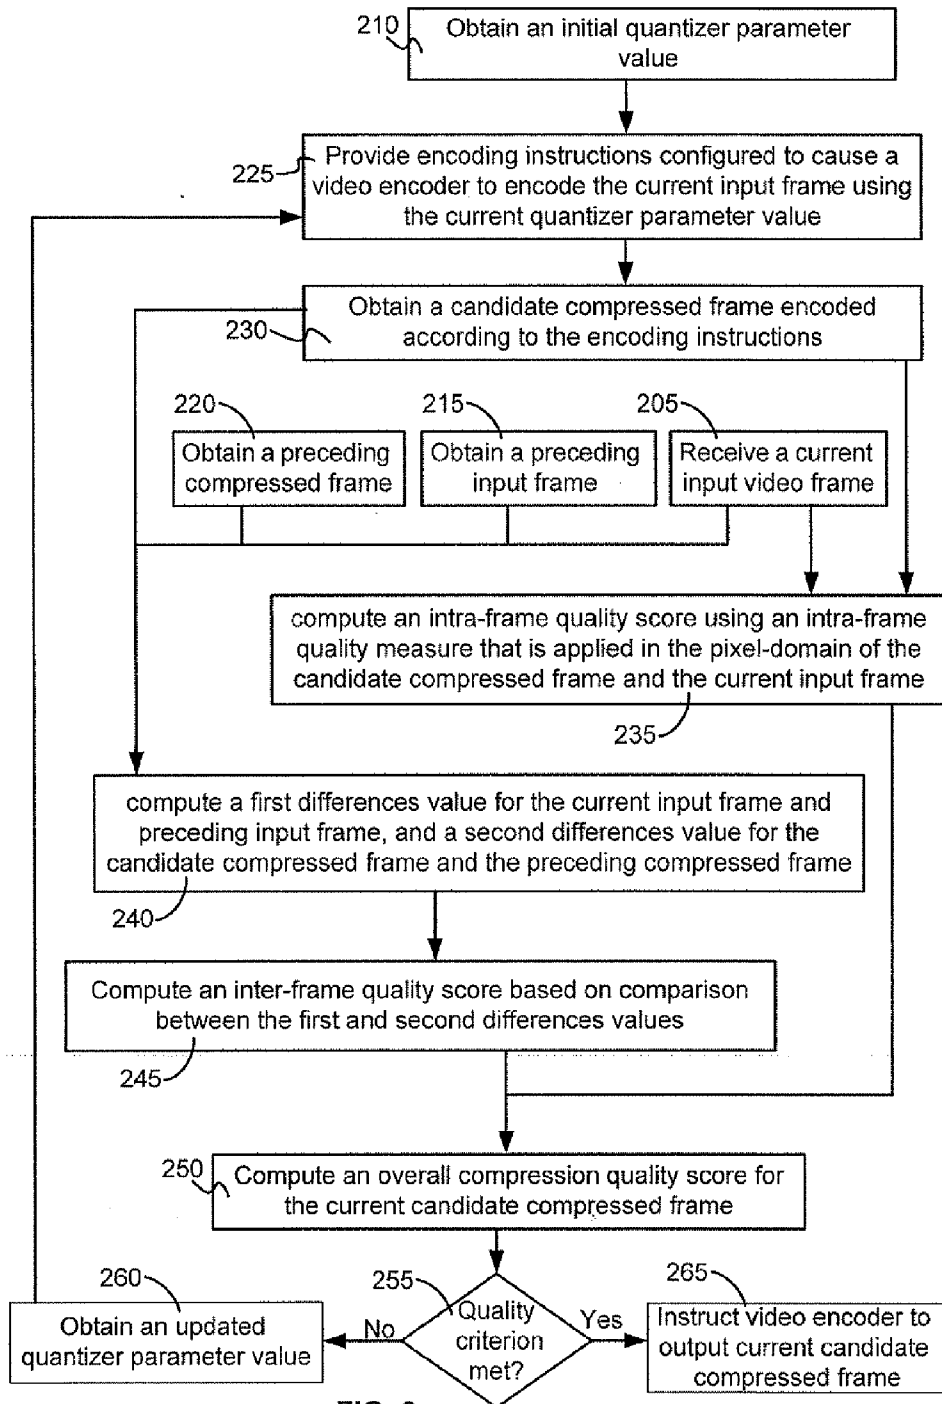 210
Obtain an initial quantizer parameter
value
225
Provide encoding instructions configured to cause a
video encoder to encode the current input frame using
the current quantizer parameter value
230
Obtain a candidate compressed frame encoded
according to the encoding instructions
220
215
205
Obtain a preceding
compressed frame
Obtain a preceding
input frame
Receive a current
input video frame
compute an intra-frame quality score using an intra-frame
quality measure that is applied in the pixel-domain of the
candidate compressed frame and the current input frame
235
compute a first differences value for the current input frame and
preceding input frame, and a second differences value for the
candidate compressed frame and the preceding compressed frame
240
Compute an inter-frame quality score based on comparison
between the first and second differences values
245
250
Compute an overall compression quality score for
the current candidate compressed frame
260
255
265
Obtain an updated
quantizer parameter value
No
Quality
criterion
met?
Yes
Instruct video encoder to
output current candidate
compressed frame